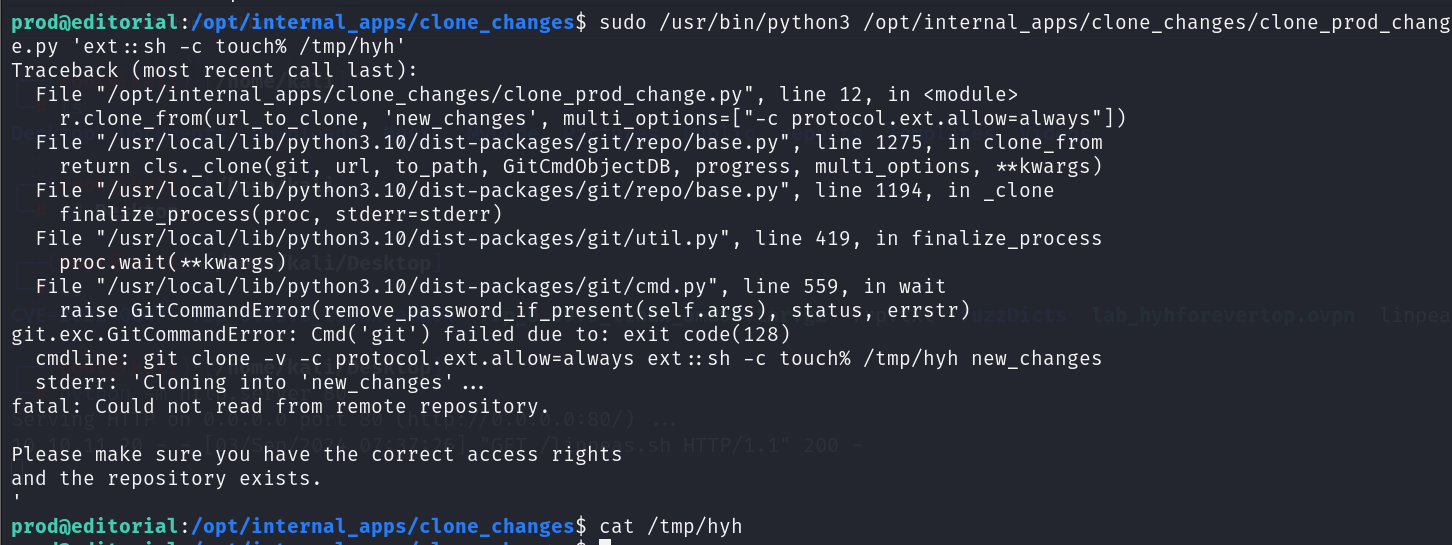 prod@editorial:/opt/internal_apps/clone_changes$ sudo /usr/bin/python3 /opt/internal_apps/clone_changes/clone_prod_chang
e.py 'ext::sh -c touch% /tmp/hyh'
Traceback (most recent call last):
  File "/opt/internal_apps/clone_changes/clone_prod_change.py", line 12, in <module>
    r.clone_from(url_to_clone, 'new_changes', multi_options=["-c protocol.ext.allow=always"])
  File "/usr/local/lib/python3.10/dist-packages/git/repo/base.py", line 1275, in clone_from
    return cls._clone(git, url, to_path, GitCmdObjectDB, progress, multi_options, **kwargs)
  File "/usr/local/lib/python3.10/dist-packages/git/repo/base.py", line 1194, in _clone
    finalize_process(proc, stderr=stderr)
  File "/usr/local/lib/python3.10/dist-packages/git/util.py", line 419, in finalize_process
    proc.wait(**kwargs)
  File "/usr/local/lib/python3.10/dist-packages/git/cmd.py", line 559, in wait
    raise GitCommandError(remove_password_if_present(self.args), status, errstr)
git.exc.GitCommandError: Cmd('git') failed due to: exit code(128)
  cmdline: git clone -v -c protocol.ext.allow=always ext::sh -c touch% /tmp/hyh new_changes
  stderr: 'Cloning into 'new_changes'...
fatal: Could not read from remote repository.

Please make sure you have the correct access rights
and the repository exists.
'
prod@editorial:/opt/internal_apps/clone_changes$ cat /tmp/hyh